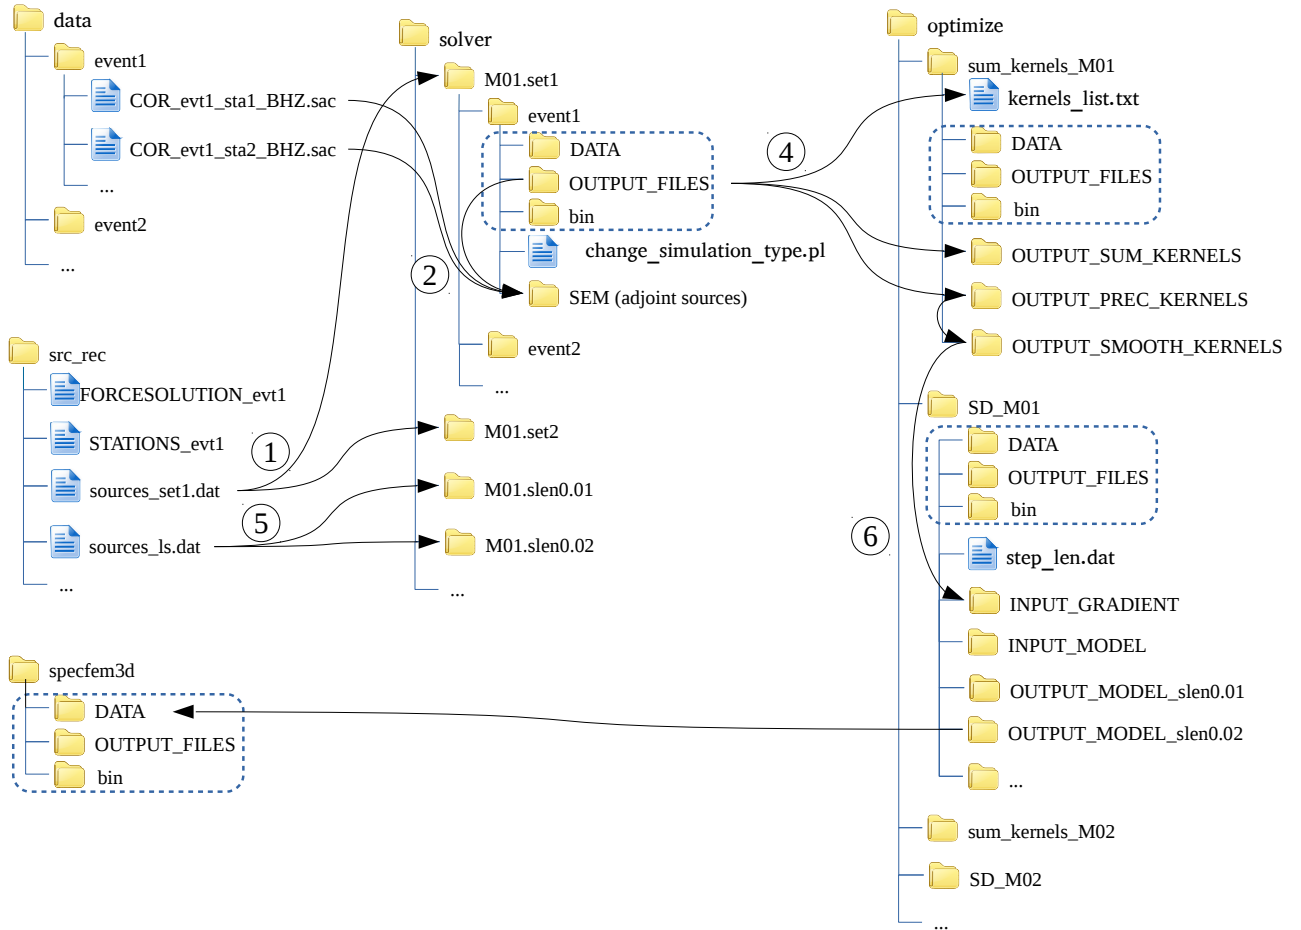 data
event1
COR_evt1_sta1_BHZ.sac
COR_evt1_sta2_BHZ.sac
...
event2
...
src_rec
FORCESOLUTION_evt1
STATIONS_evt1
sources_set1.dat
sources_ls.dat
...
specfem3d
DATA
OUTPUT_FILES
bin
1
5
2
solver
M01.set1
event1
DATA
OUTPUT_FILES
bin
change_simulation_type.pl
SEM (adjoint sources)
event2
...
M01.set2
M01.slen0.01
M01.slen0.02
...
4
6
optimize
sum_kernels_M01
kernels_list.txt
DATA
OUTPUT_FILES
bin
OUTPUT_SUM_KERNELS
OUTPUT_PREC_KERNELS
OUTPUT_SMOOTH_KERNELS
SD_M01
DATA
OUTPUT_FILES
bin
step_len.dat
INPUT_GRADIENT
INPUT_MODEL
OUTPUT_MODEL_slen0.01
OUTPUT_MODEL_slen0.02
...
sum_kernels_M02
SD_M02
...